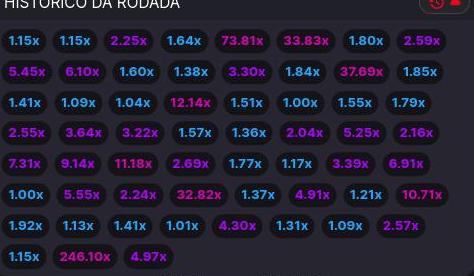 HISTÓRICO DA RODADA
1.15x 1.15x 2.25x 1.64x 73.81x 33.83x 1.80x 2.59x
5.45x 6.10x 1.60x 1.38x 3.30x 1.84x 37.69x 1.85x
1.41x 1.09x 1.04x 12.14x 1.51x 1.00x 1.55x 1.79x
2.55x 3.64x 3.22x 1.57x 1.36x 2.04x 5.25x 2.16x
7.31x 9.14x 11.18x 2.69x 1.77x 1.17x 3.39x 6.91x
1.00x 5.55x 2.24x 32.82x 1.37x 4.91x 1.21x 10.71x
1.92x 1.13x 1.41x 1.01x 4.30x 1.31x 1.09x 2.57x
1.15x 246.10x 4.97x